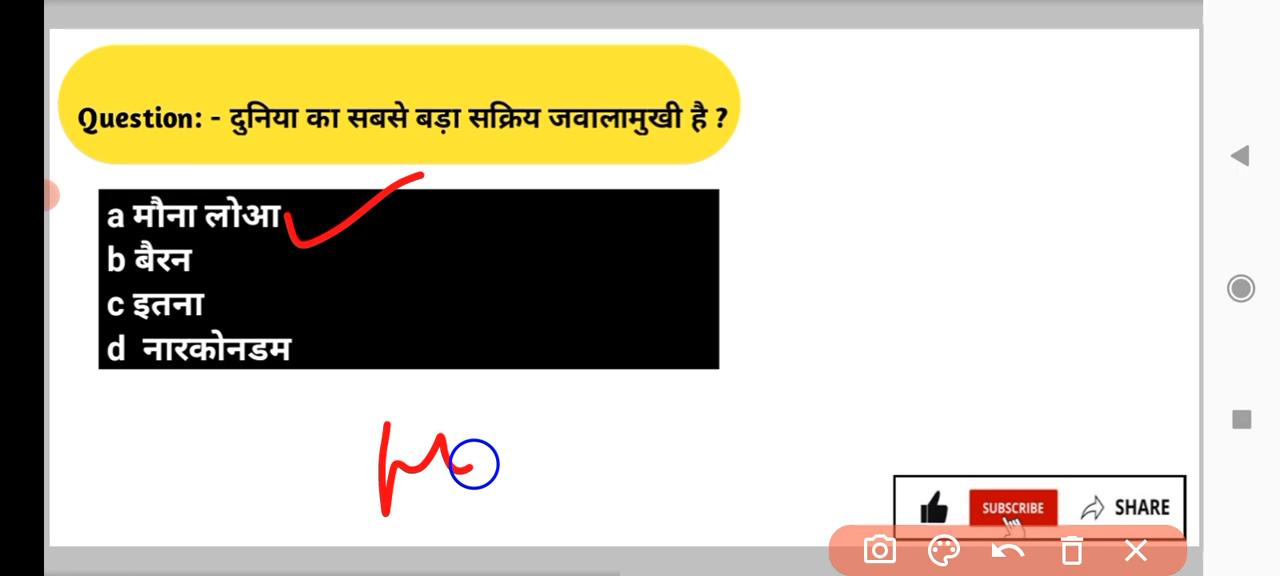 Question: - दुनिया का सबसे बड़ा सक्रिय जवालामुखी है ?
a मौना लोआ
b बैरन
c इतना
d नारकोनडम
SUBSCRIBE
SHARE